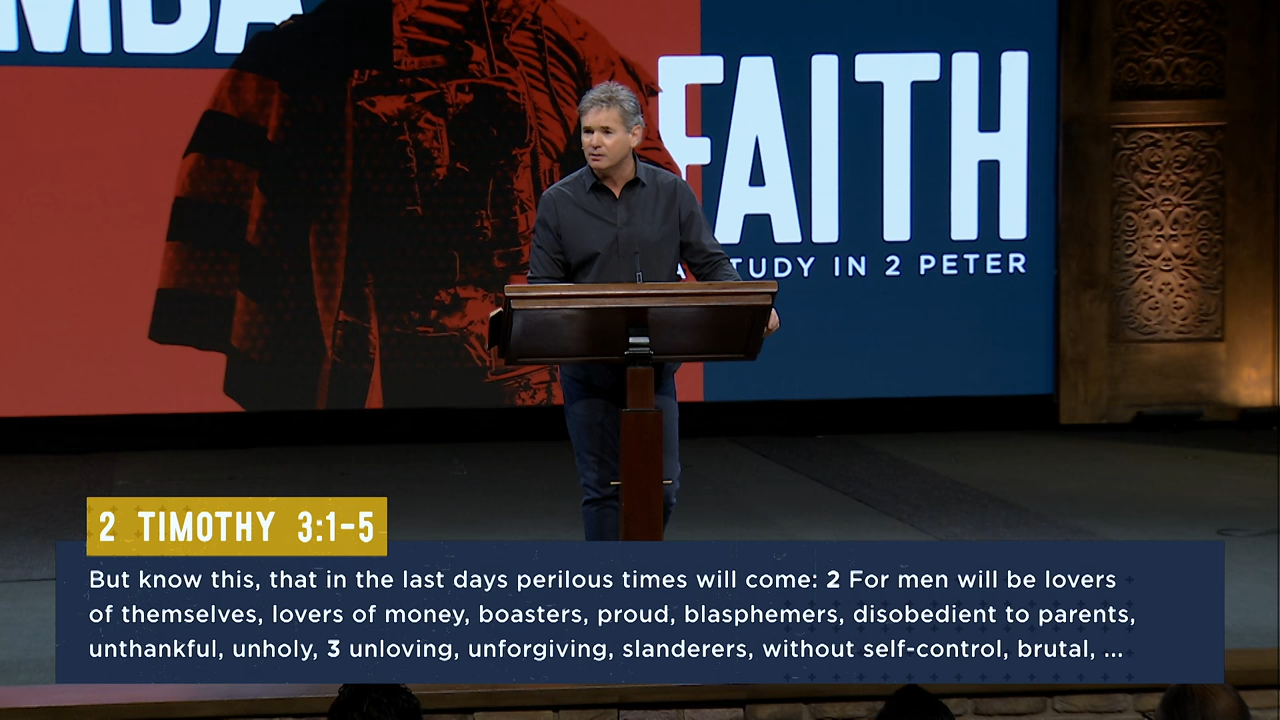 FAITH
STUDY IN 2 PETER
2 TIMOTHY 3:1-5
But know this, that in the last days perilous times will come: 2 For men will be lovers
of themselves, lovers of money, boasters, proud, blasphemers, disobedient to parents,
unthankful, unholy, 3 unloving, unforgiving, slanderers, without self-control, brutal, ...